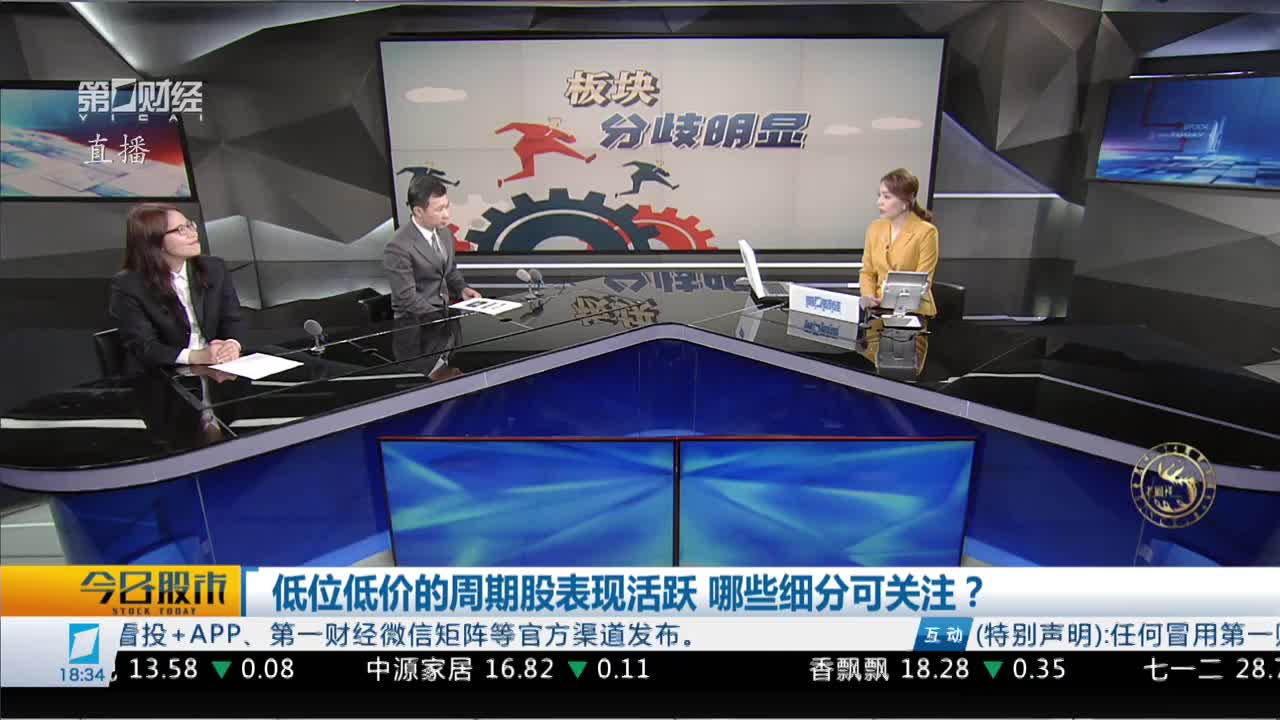 第一财经
YICAI
直播
板块
分歧明显
今日股市
STOCK TODAY
低位低价的周期股表现活跃 哪些细分可关注？
看投+APP、第一财经微信矩阵等官方渠道发布。
互动
(特别声明):任何冒用第一
18:34
13.58 ▼ 0.08 中源家居 16.82 ▼ 0.11 香飘飘 18.28 ▼ 0.35 七一二 28.